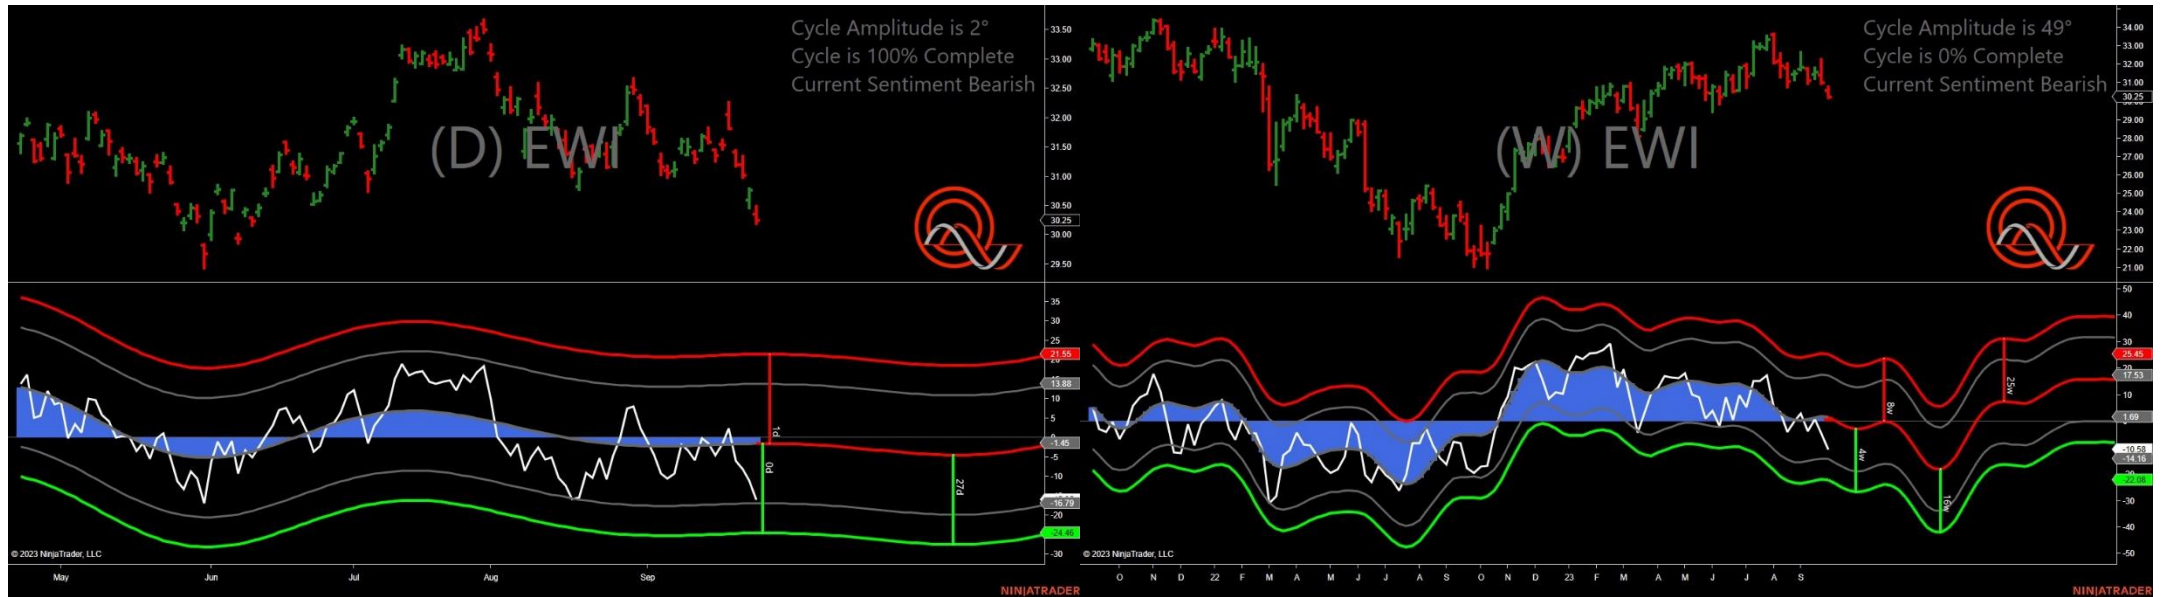 Cycle Amplitude is 2°
Cycle is 100% Complete
Current Sentiment Bearish
(D) EWI
33.50
33.00
32.50
32.00
31.50
31.00
30.50
30.25
30.00
29.50
35
30
25
21.55
20
13.88
10
5
0
-1.45
-5
-10
-16.79
-20
-24.46
-30
1d
0d
27d
© 2023 NinjaTrader, LLC
May Jun Jul Aug Sep
NINJATRADER
Cycle Amplitude is 49°
Cycle is 0% Complete
Current Sentiment Bearish
(W) EWI
34.00
33.00
32.00
31.00
30.25
29.00
28.00
27.00
26.00
25.00
24.00
23.00
22.00
21.00
50
40
30
25.45
17.53
10
1.69
-10.58
-14.16
-22.08
-30
-40
-50
8w
4w
16w
25w
© 2023 NinjaTrader, LLC
O N D 22 F M A M J J A S O N D 23 F M A M J J A S
NINJATRADER